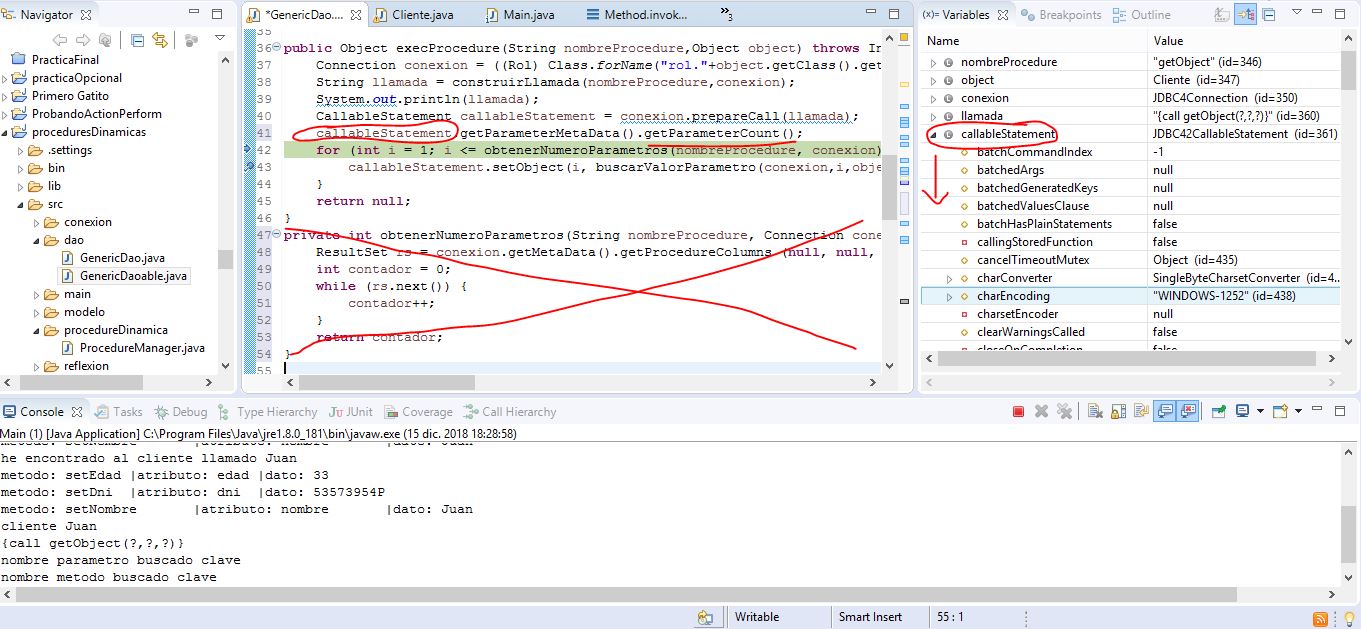 Navigator
PracticaFinal
practicaOpcional
Primero Gatito
ProbandoActionPerform
proceduresDinamicas
.settings
bin
lib
src
conexion
dao
GenericDao.java
GenericDaoable.java
main
modelo
procedureDinamica
ProcedureManager.java
reflexion
*GenericDao....
Cliente.java
Main.java
Method.invok...
3
35
36 public Object execProcedure(String nombreProcedure,Object object) throws In
37 Connection conexion = ((Rol) Class.forName("rol."+object.getClass().get
38 String llamada = construirLlamada(nombreProcedure,conexion);
39 System.out.println(llamada);
40 CallableStatement callableStatement = conexion.prepareCall(llamada);
41 callableStatement.getParameterMetaData().getParameterCount();
42 for (int i = 1; i <= obtenerNumeroParametros(nombreProcedure, conexion)
43 callableStatement.setObject(i, buscarValorParametro(conexion,i,obje
44 }
45 return null;
46 }
47 private int obtenerNumeroParametros(String nombreProcedure, Connection cone
48 ResultSet rs = conexion.getMetaData().getProcedureColumns (null, null,
49 int contador = 0;
50 while (rs.next()) {
51 contador++;
52 }
53 return contador;
54 }
55
(x)= Variables
Breakpoints
Outline
Name Value
nombreProcedure "getObject" (id=346)
object Cliente (id=347)
conexion JDBC4Connection (id=350)
llamada "{call getObject(?,?,?)}" (id=360)
callableStatement JDBC42CallableStatement (id=361)
batchCommandIndex -1
batchedArgs null
batchedGeneratedKeys null
batchedValuesClause null
batchHasPlainStatements false
callingStoredFunction false
cancelTimeoutMutex Object (id=435)
charConverter SingleByteCharsetConverter (id=4...
charEncoding "WINDOWS-1252" (id=438)
charsetEncoder null
clearWarningsCalled false
closeOnCompletion false
Console
Tasks
Debug
Type Hierarchy
JUnit
Coverage
Call Hierarchy
Main (1) [Java Application] C:\Program Files\Java\jre1.8.0_181\bin\javaw.exe (15 dic. 2018 18:28:58)
metodo: setNombre |atributo: nombre |dato: Juan
he encontrado al cliente llamado Juan
metodo: setEdad |atributo: edad |dato: 33
metodo: setDni |atributo: dni |dato: 53573954P
metodo: setNombre |atributo: nombre |dato: Juan
cliente Juan
{call getObject(?,?,?)}
nombre parametro buscado clave
nombre metodo buscado clave
Writable
Smart Insert
55 : 1